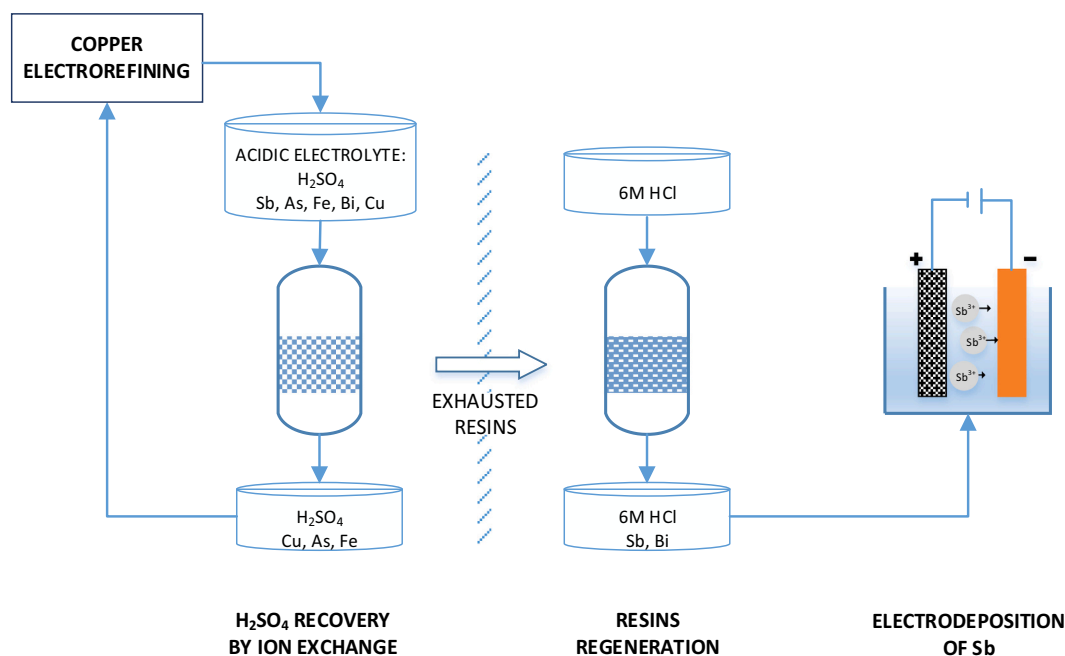 COPPER
ELECTROREFINING
ACIDIC ELECTROLYTE:
H₂SO₄
Sb, As, Fe, Bi, Cu
6M HCl
+
−
Sb³⁺
Sb³⁺
Sb³⁺
EXHAUSTED
RESINS
H₂SO₄
Cu, As, Fe
6M HCl
Sb, Bi
H₂SO₄ RECOVERY
BY ION EXCHANGE
RESINS
REGENERATION
ELECTRODEPOSITION
OF Sb